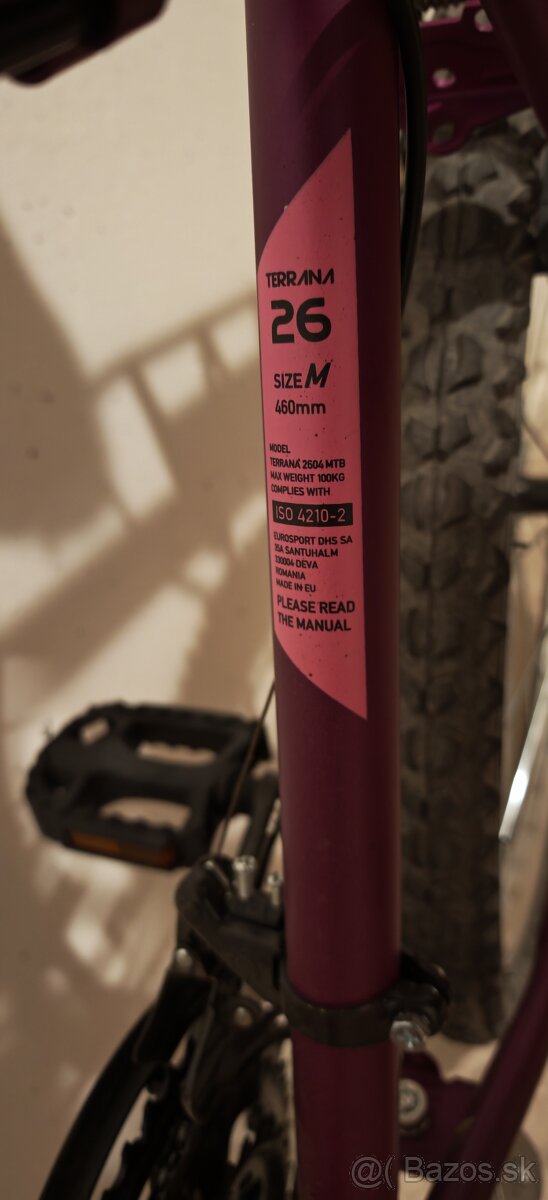 TERRANA
26
SIZE M
460mm
MODEL
TERRANA 2604 MTB
MAX WEIGHT 100KG
COMPLIES WITH
ISO 4210-2
EUROSPORT DHS SA
35A SANTUHALM
330004 DEVA
ROMANIA
MADE IN EU
PLEASE READ
THE MANUAL
@( Bazos.sk